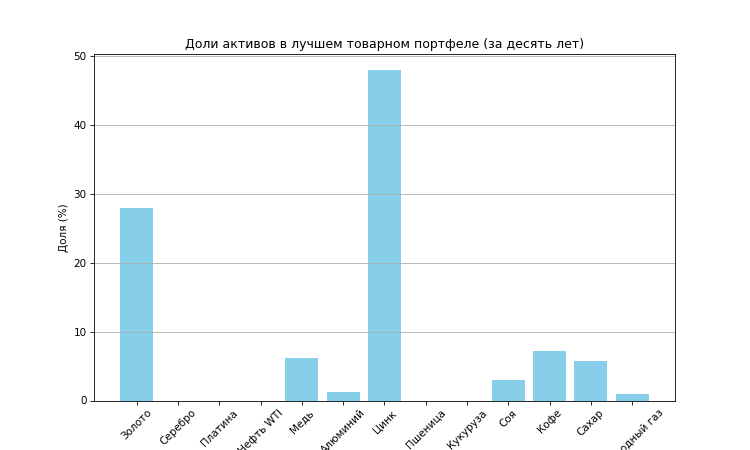 Доли активов в лучшем товарном портфеле (за десять лет)
Доля (%)
50
40
30
20
10
0
Золото
Серебро
Платина
Нефть WTI
Медь
Алюминий
Цинк
Пшеница
Кукуруза
Соя
Кофе
Сахар
газ